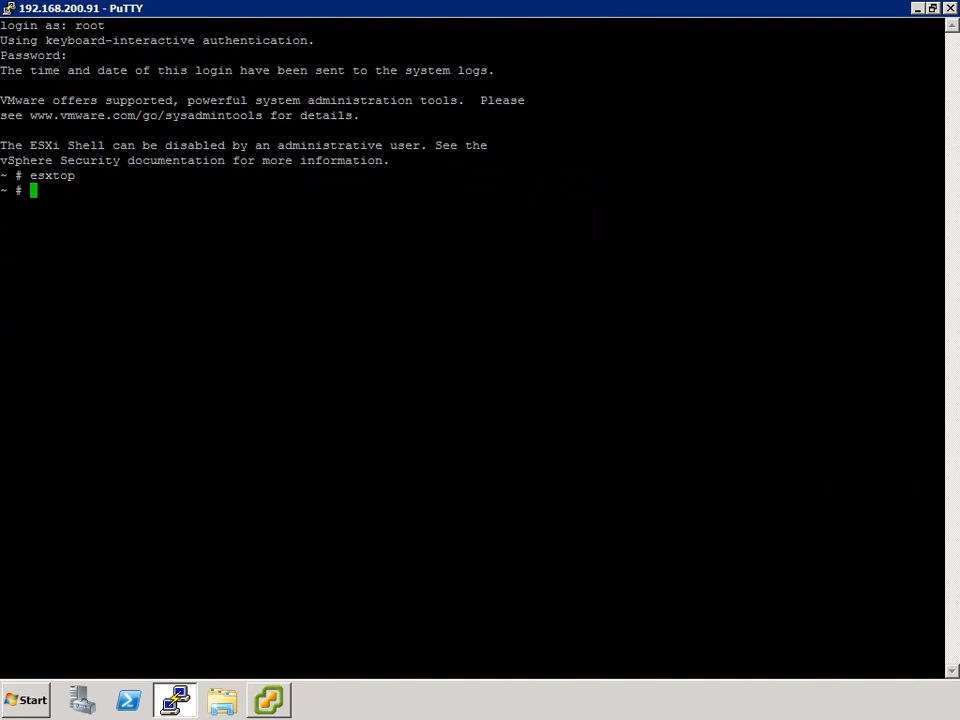 192.168.200.91 - PuTTY
login as: root
Using keyboard-interactive authentication.
Password:
The time and date of this login have been sent to the system logs.
VMware offers supported, powerful system administration tools.  Please
see www.vmware.com/go/sysadmintools for details.
The ESXi Shell can be disabled by an administrative user. See the
vSphere Security documentation for more information.
~ # esxtop
~ #
Start